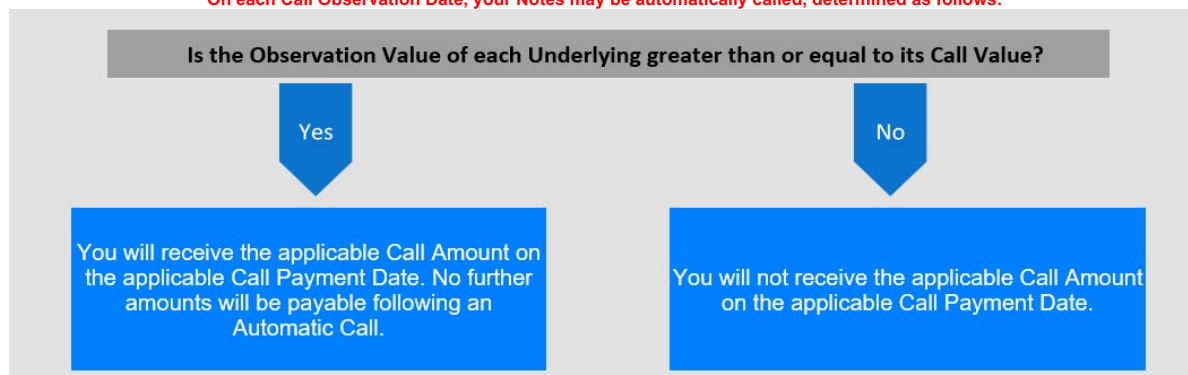 On each Call Observation Date, your Notes may be automatically called, determined as follows:
Is the Observation Value of each Underlying greater than or equal to its Call Value?
Yes
No
You will receive the applicable Call Amount on
the applicable Call Payment Date. No further
amounts will be payable following an
Automatic Call.
You will not receive the applicable Call Amount
on the applicable Call Payment Date.